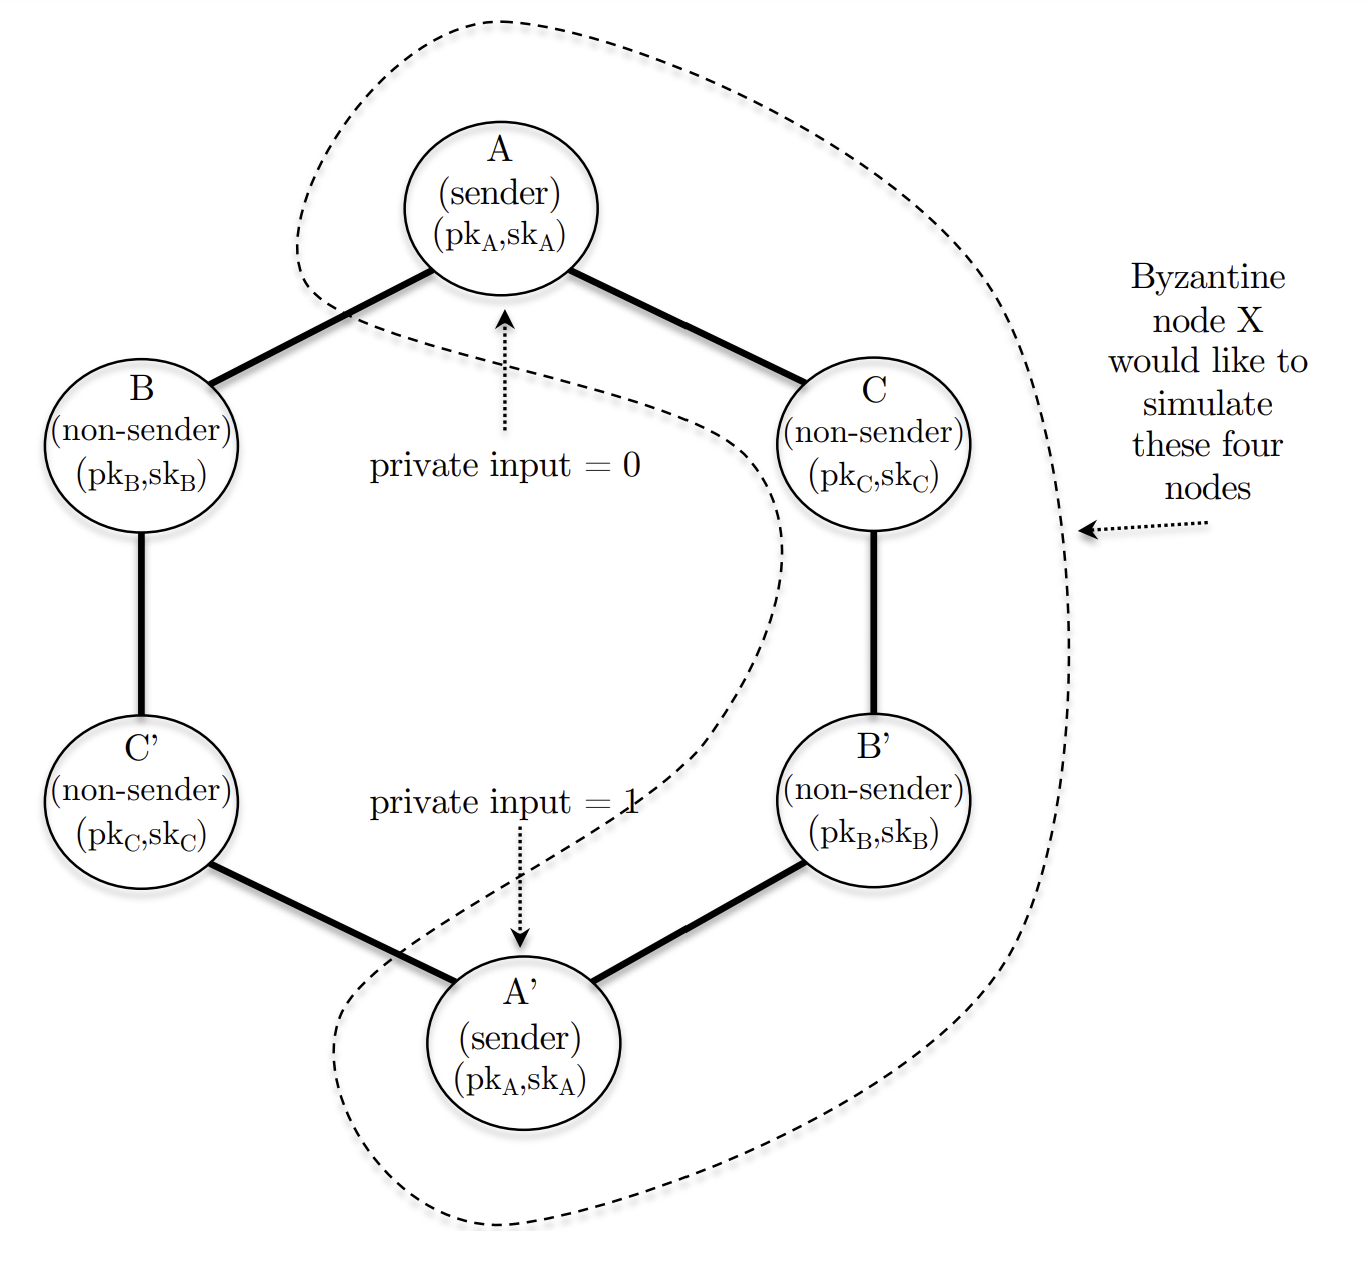 A
(sender)
(pk_A,sk_A)
Byzantine
node X
would like to
simulate
these four
nodes
B
(non-sender)
(pk_B,sk_B)
C
(non-sender)
(pk_C,sk_C)
private input = 0
C'
(non-sender)
(pk_C,sk_C)
B'
(non-sender)
(pk_B,sk_B)
private input = 1
A'
(sender)
(pk_A,sk_A)